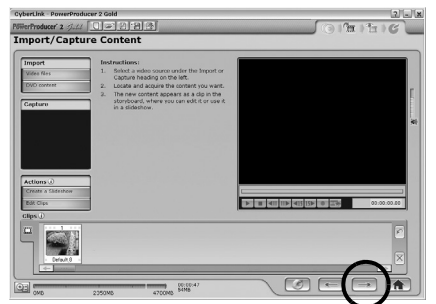 CyberLink - PowerProducer 2 Gold
PowerProducer 2 Gold
Import/Capture Content
Import
Video files
DVD content
Capture
Actions
Create a Slideshow
Edit Clips
Instructions:
1. Select a video source under the Import or
Capture heading on the left.
2. Locate and acquire the content you want.
3. The new content appears as a clip in the
storyboard, where you can edit it or use it
in a slideshow.
00:00:00.00
Clips
1
Default.0
00:00:47
94MB
0MB
2350MB
4700MB